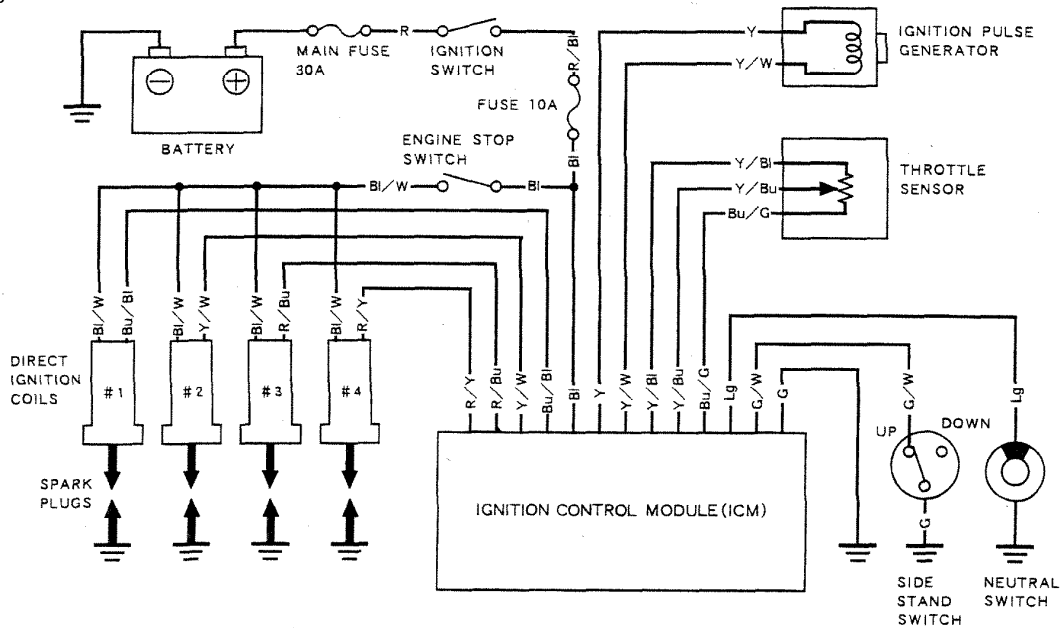 MAIN FUSE
30A
R
IGNITION
SWITCH
Bl
R/Bl
FUSE 10A
Bl
BATTERY
ENGINE STOP
SWITCH
Bl/W
Bl
Y
Y/W
IGNITION PULSE
GENERATOR
Y/Bl
Y/Bu
Bu/G
THROTTLE
SENSOR
Bl/W
Bu/Bl
Bl/W
Y/W
Bl/W
R/Bu
Bl/W
R/Y
DIRECT
IGNITION
COILS
#1
#2
#3
#4
R/Y
R/Bu
Y/W
Bu/Bl
Bl
Y
Y/W
Y/Bl
Y/Bu
Bu/G
Lg
G/W
G
G/W
Lg
UP
DOWN
G
SPARK
PLUGS
IGNITION CONTROL MODULE(ICM)
SIDE
STAND
SWITCH
NEUTRAL
SWITCH